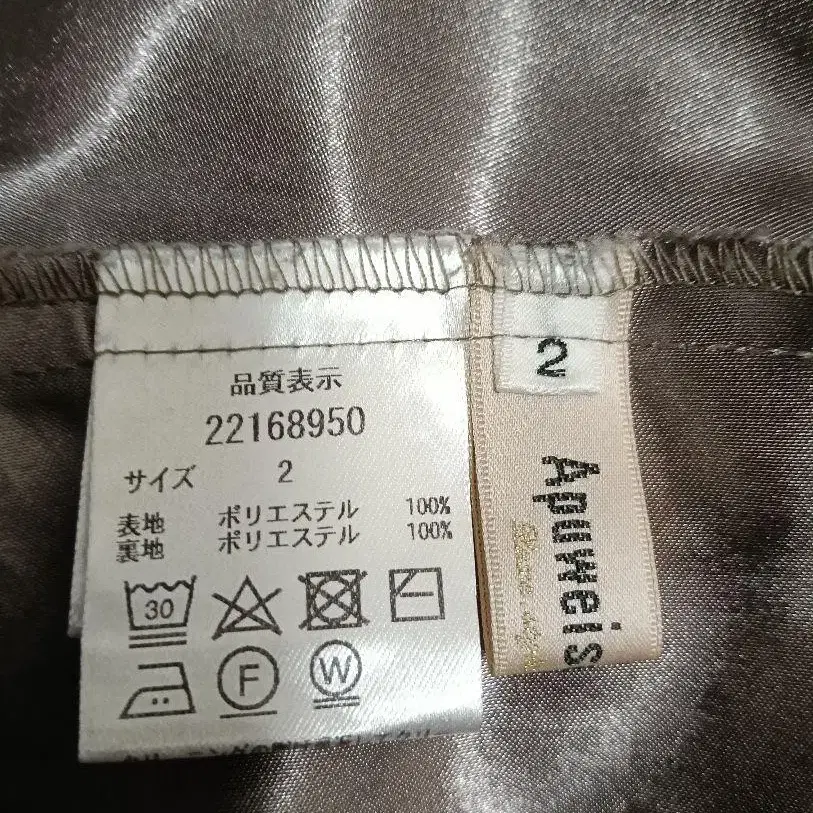 品質表示
22168950
サイズ 2
表地 ポリエステル 100%
裏地 ポリエステル 100%
30
F
W
2
Apuweis